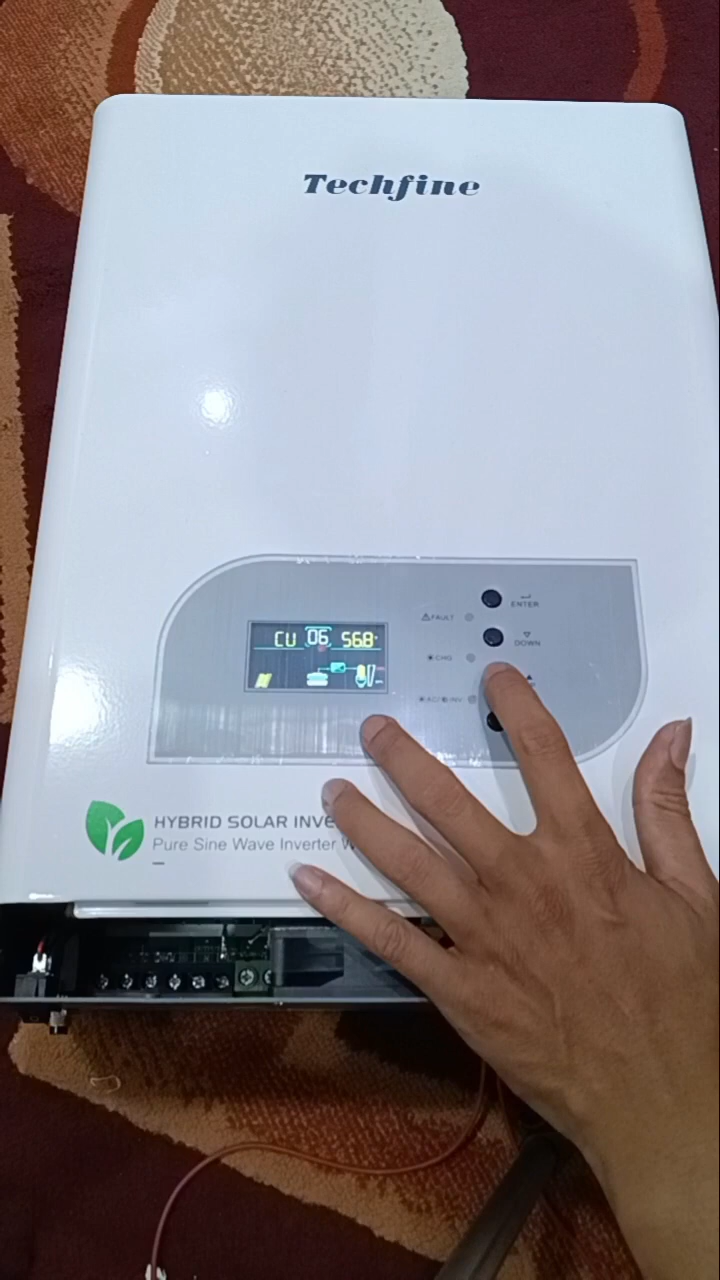 Techfine
ENTER
FAULT
DOWN
CU 06 56.8
CHG
HYBRID SOLAR INVE
Pure Sine Wave Inverter W